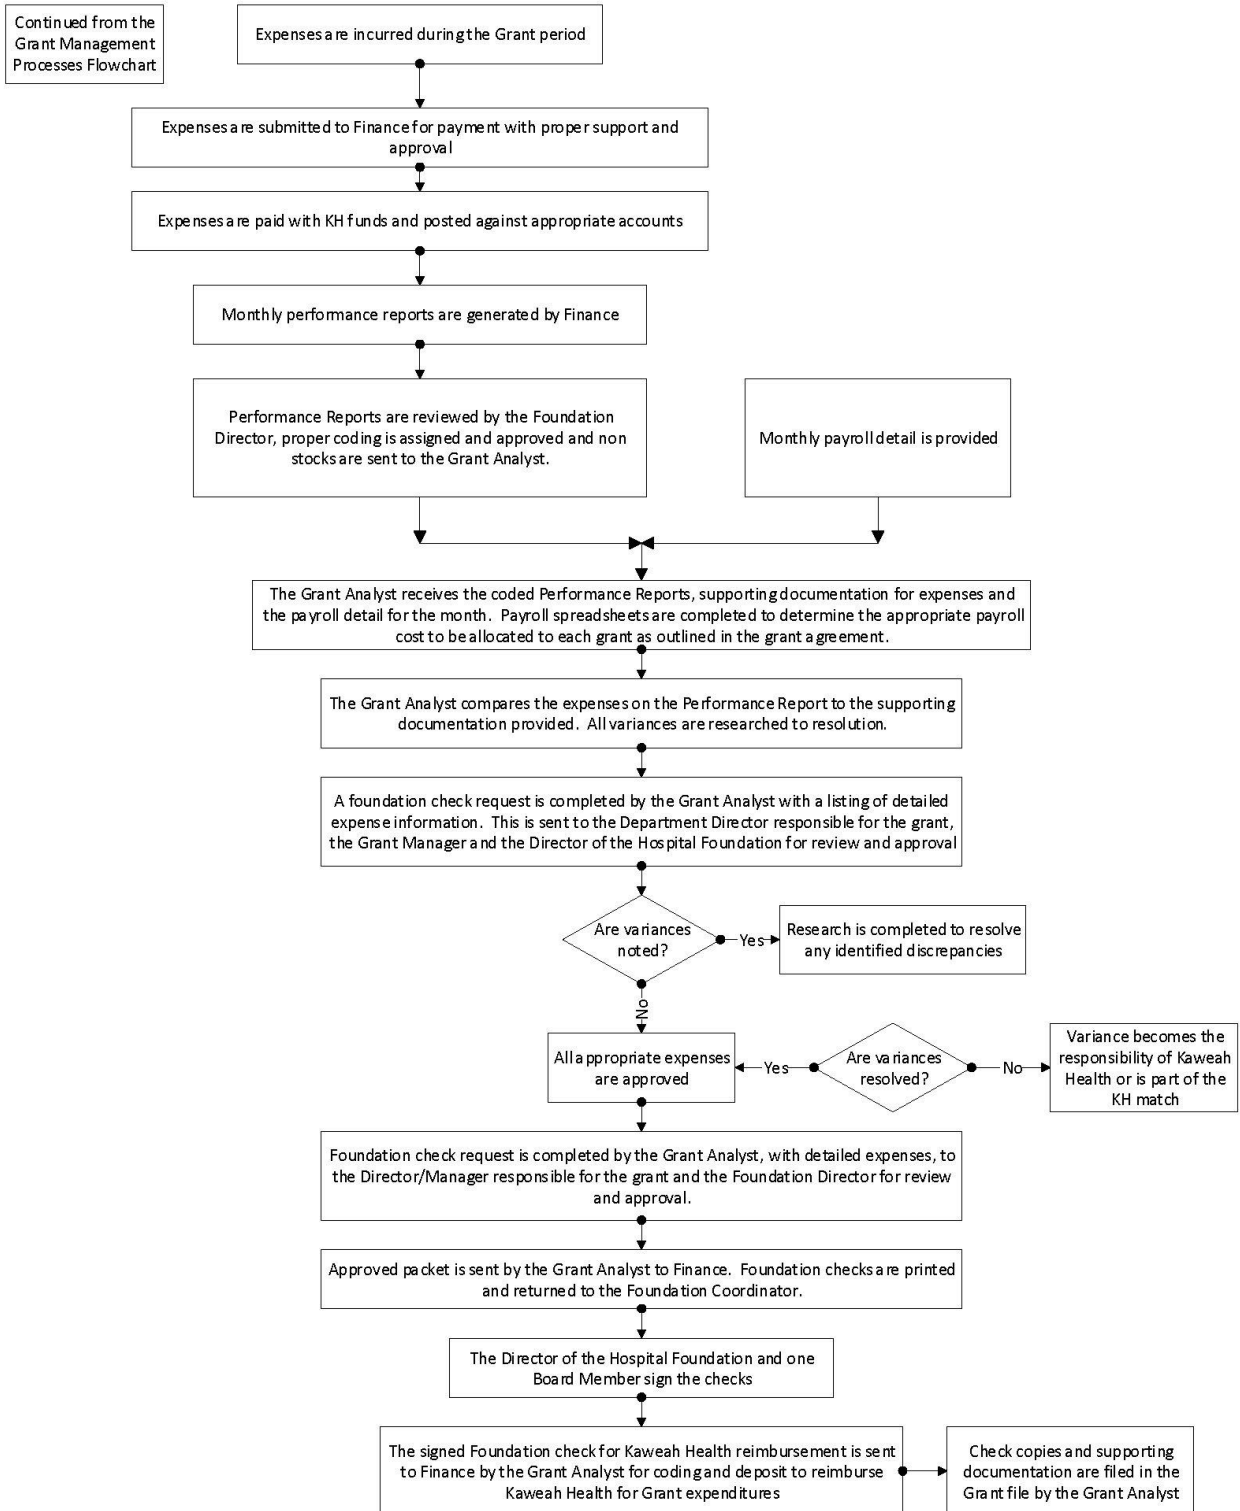 Continued from the
Grant Management
Processes Flowchart
Expenses are incurred during the Grant period
Expenses are submitted to Finance for payment with proper support and
approval
Expenses are paid with KH funds and posted against appropriate accounts
Monthly performance reports are generated by Finance
Performance Reports are reviewed by the Foundation
Director, proper coding is assigned and approved and non
stocks are sent to the Grant Analyst.
Monthly payroll detail is provided
The Grant Analyst receives the coded Performance Reports, supporting documentation for expenses and
the payroll detail for the month. Payroll spreadsheets are completed to determine the appropriate payroll
cost to be allocated to each grant as outlined in the grant agreement.
The Grant Analyst compares the expenses on the Performance Report to the supporting
documentation provided. All variances are researched to resolution.
A foundation check request is completed by the Grant Analyst with a listing of detailed
expense information. This is sent to the Department Director responsible for the grant,
the Grant Manager and the Director of the Hospital Foundation for review and approval
Are variances
noted?
Yes
Research is completed to resolve
any identified discrepancies
No
All appropriate expenses
are approved
Yes
Are variances
resolved?
No
Variance becomes the
responsibility of Kaweah
Health or is part of the
KH match
Foundation check request is completed by the Grant Analyst, with detailed expenses, to
the Director/Manager responsible for the grant and the Foundation Director for review
and approval.
Approved packet is sent by the Grant Analyst to Finance. Foundation checks are printed
and returned to the Foundation Coordinator.
The Director of the Hospital Foundation and one
Board Member sign the checks
The signed Foundation check for Kaweah Health reimbursement is sent
to Finance by the Grant Analyst for coding and deposit to reimburse
Kaweah Health for Grant expenditures
Check copies and supporting
documentation are filed in the
Grant file by the Grant Analyst